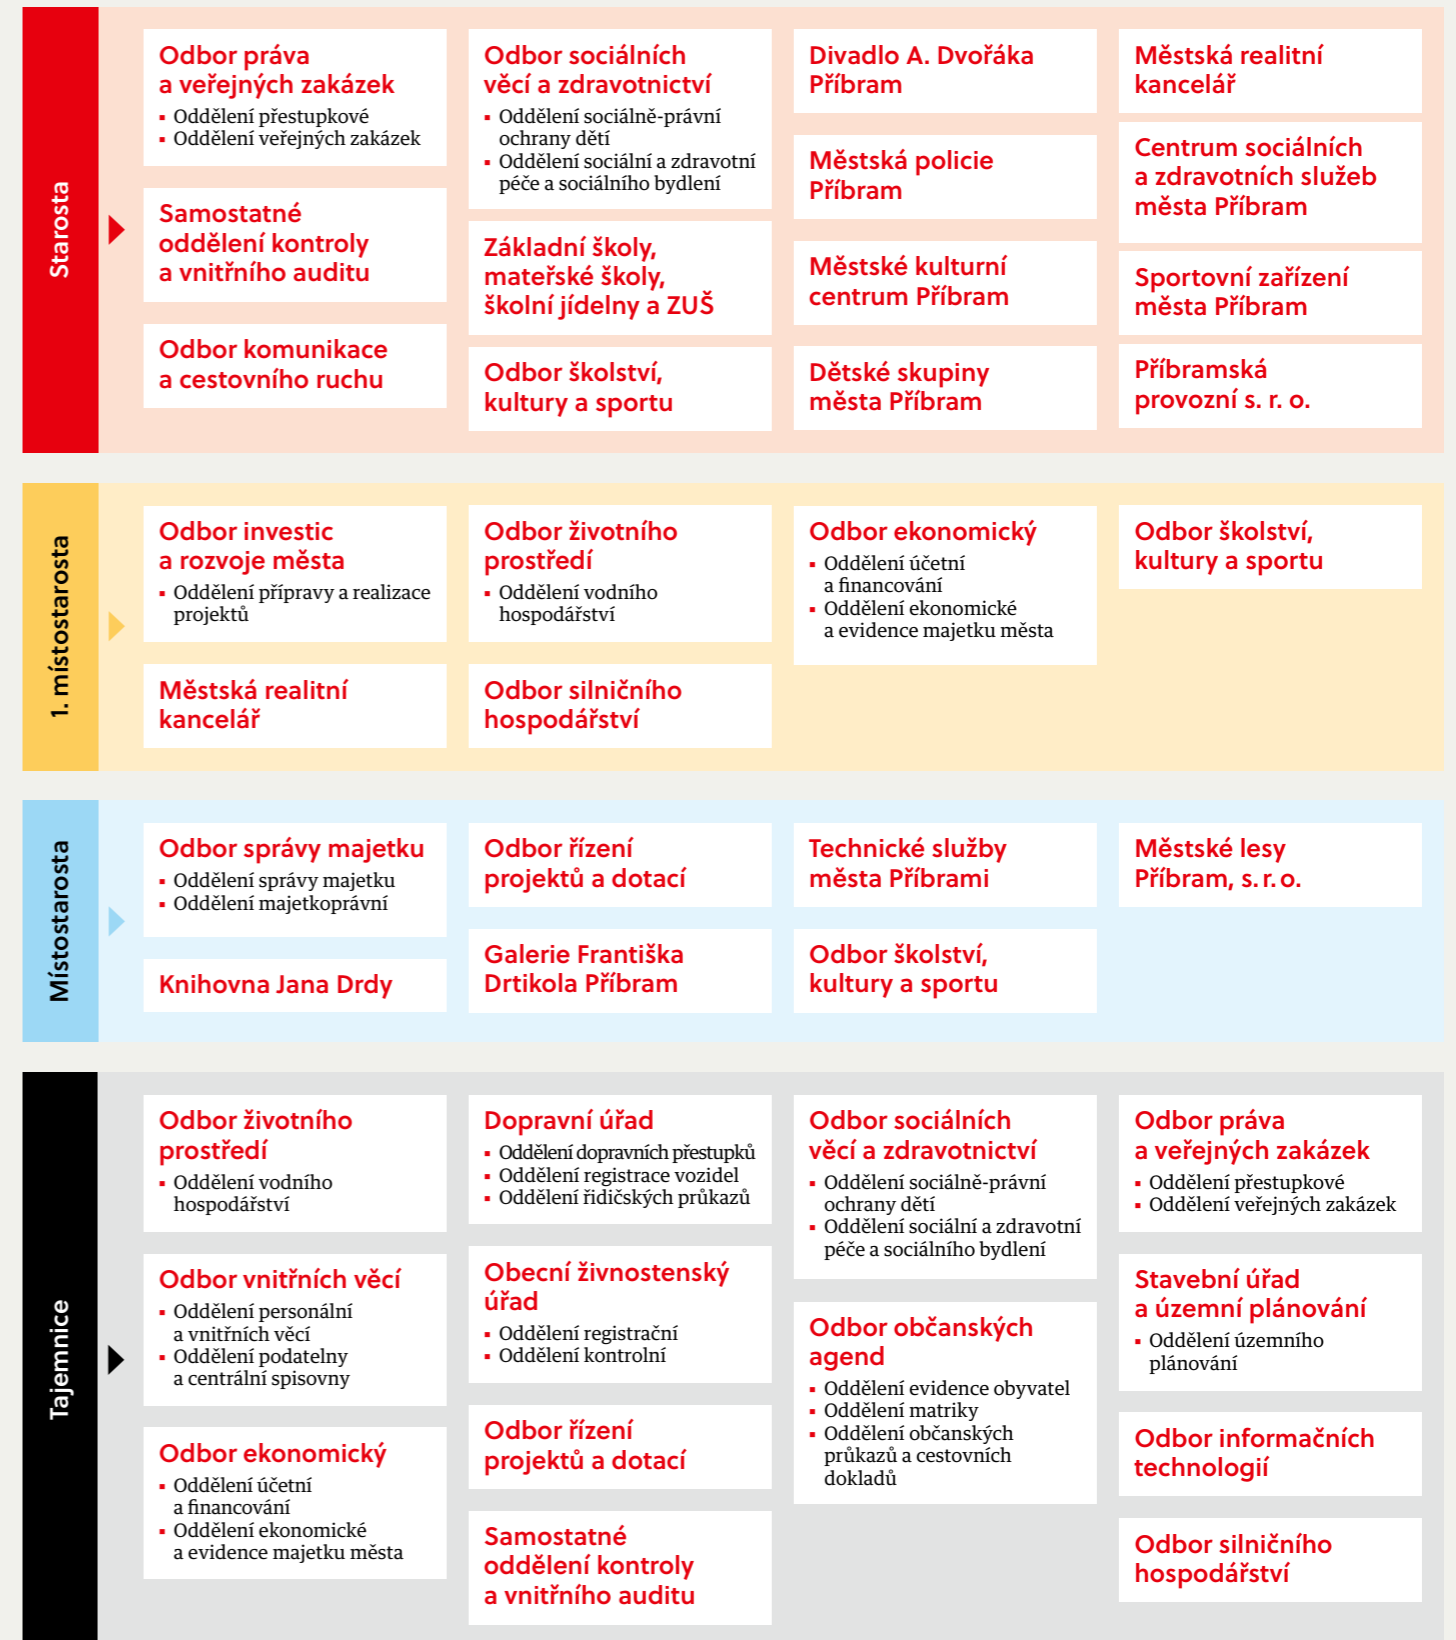 Starosta
Odbor práva
a veřejných zakázek
▪ Oddělení přestupkové
▪ Oddělení veřejných zakázek
Samostatné
oddělení kontroly
a vnitřního auditu
Odbor komunikace
a cestovního ruchu
Odbor sociálních
věcí a zdravotnictví
▪ Oddělení sociálně-právní
ochrany dětí
▪ Oddělení sociální a zdravotní
péče a sociálního bydlení
Základní školy,
mateřské školy,
školní jídelny a ZUŠ
Odbor školství,
kultury a sportu
Divadlo A. Dvořáka
Příbram
Městská policie
Příbram
Městské kulturní
centrum Příbram
Dětské skupiny
města Příbram
Městská realitní
kancelář
Centrum sociálních
a zdravotních služeb
města Příbram
Sportovní zařízení
města Příbram
Příbramská
provozní s. r. o.
1. místostarosta
Odbor investic
a rozvoje města
▪ Oddělení přípravy a realizace
projektů
Městská realitní
kancelář
Odbor životního
prostředí
▪ Oddělení vodního
hospodářství
Odbor silničního
hospodářství
Odbor ekonomický
▪ Oddělení účetní
a financování
▪ Oddělení ekonomické
a evidence majetku města
Odbor školství,
kultury a sportu
Místostarosta
Odbor správy majetku
▪ Oddělení správy majetku
▪ Oddělení majetkoprávní
Knihovna Jana Drdy
Odbor řízení
projektů a dotací
Galerie Františka
Drtikola Příbram
Technické služby
města Příbrami
Odbor školství,
kultury a sportu
Městské lesy
Příbram, s. r. o.
Tajemnice
Odbor životního
prostředí
▪ Oddělení vodního
hospodářství
Odbor vnitřních věcí
▪ Oddělení personální
a vnitřních věcí
▪ Oddělení podatelny
a centrální spisovny
Odbor ekonomický
▪ Oddělení účetní
a financování
▪ Oddělení ekonomické
a evidence majetku města
Dopravní úřad
▪ Oddělení dopravních přestupků
▪ Oddělení registrace vozidel
▪ Oddělení řidičských průkazů
Obecní živnostenský
úřad
▪ Oddělení registrační
▪ Oddělení kontrolní
Odbor řízení
projektů a dotací
Samostatné
oddělení kontroly
a vnitřního auditu
Odbor sociálních
věcí a zdravotnictví
▪ Oddělení sociálně-právní
ochrany dětí
▪ Oddělení sociální a zdravotní
péče a sociálního bydlení
Odbor občanských
agend
▪ Oddělení evidence obyvatel
▪ Oddělení matriky
▪ Oddělení občanských
průkazů a cestovních
dokladů
Odbor práva
a veřejných zakázek
▪ Oddělení přestupkové
▪ Oddělení veřejných zakázek
Stavební úřad
a územní plánování
▪ Oddělení územního
plánování
Odbor informačních
technologií
Odbor silničního
hospodářství